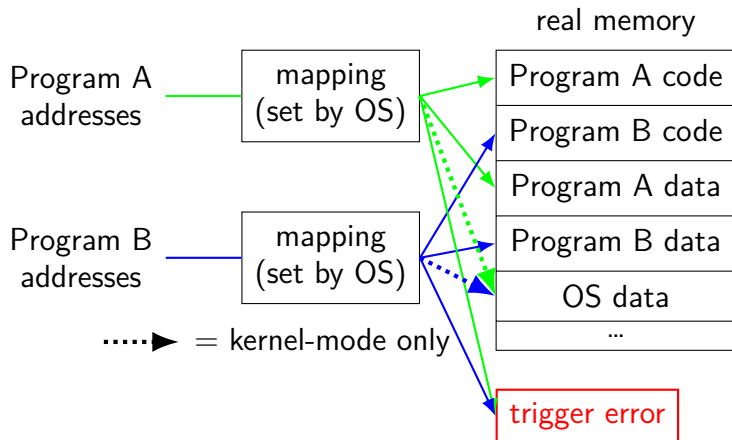 real memory
Program A
addresses
mapping
(set by OS)
Program A code
Program B code
Program A data
Program B
addresses
mapping
(set by OS)
Program B data
OS data
...
= kernel-mode only
trigger error